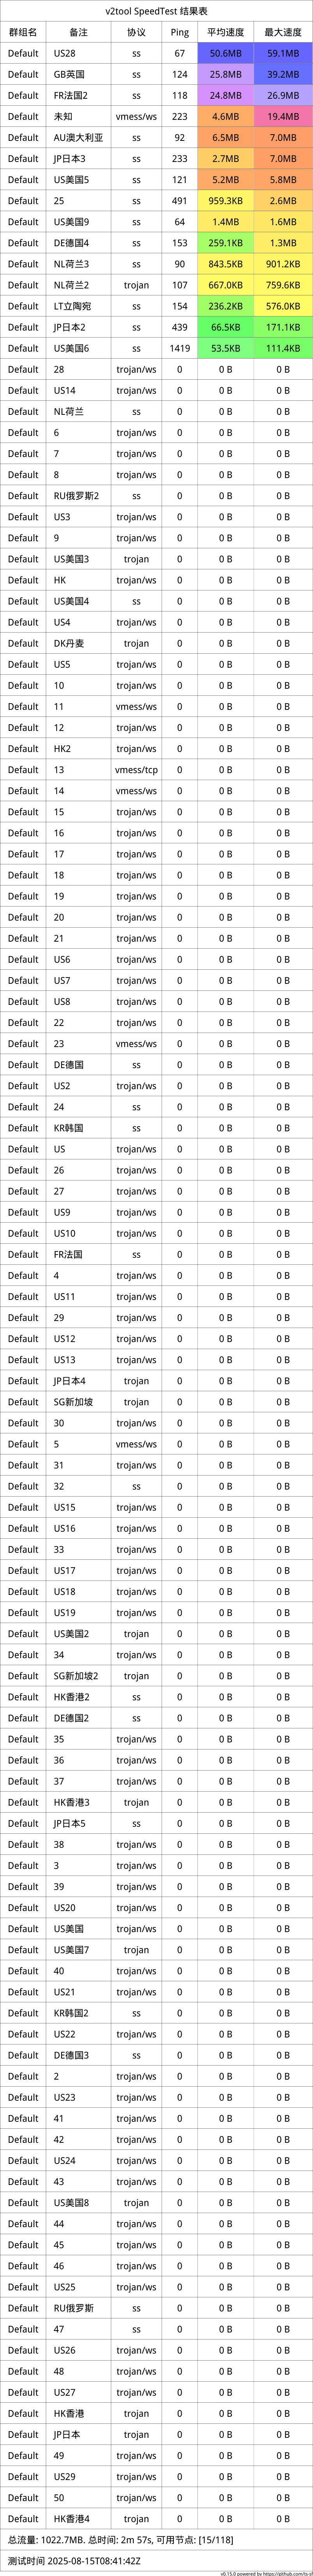 v2tool SpeedTest 结果表
群组名 备注 协议 Ping 平均速度 最大速度
Default US28 ss 67 50.6MB 59.1MB
Default GB英国 ss 124 25.8MB 39.2MB
Default FR法国2 ss 118 24.8MB 26.9MB
Default 未知 vmess/ws 223 4.6MB 19.4MB
Default AU澳大利亚 ss 92 6.5MB 7.0MB
Default JP日本3 ss 233 2.7MB 7.0MB
Default US美国5 ss 121 5.2MB 5.8MB
Default 25 ss 491 959.3KB 2.6MB
Default US美国9 ss 64 1.4MB 1.6MB
Default DE德国4 ss 153 259.1KB 1.3MB
Default NL荷兰3 ss 90 843.5KB 901.2KB
Default NL荷兰2 trojan 107 667.0KB 759.6KB
Default LT立陶宛 ss 154 236.2KB 576.0KB
Default JP日本2 ss 439 66.5KB 171.1KB
Default US美国6 ss 1419 53.5KB 111.4KB
Default 28 trojan/ws 0 0 B 0 B
Default US14 trojan/ws 0 0 B 0 B
Default NL荷兰 ss 0 0 B 0 B
Default 6 trojan/ws 0 0 B 0 B
Default 7 trojan/ws 0 0 B 0 B
Default 8 trojan/ws 0 0 B 0 B
Default RU俄罗斯2 ss 0 0 B 0 B
Default US3 trojan/ws 0 0 B 0 B
Default 9 trojan/ws 0 0 B 0 B
Default US美国3 trojan 0 0 B 0 B
Default HK trojan/ws 0 0 B 0 B
Default US美国4 ss 0 0 B 0 B
Default US4 trojan/ws 0 0 B 0 B
Default DK丹麦 trojan 0 0 B 0 B
Default US5 trojan/ws 0 0 B 0 B
Default 10 trojan/ws 0 0 B 0 B
Default 11 vmess/ws 0 0 B 0 B
Default 12 trojan/ws 0 0 B 0 B
Default HK2 trojan/ws 0 0 B 0 B
Default 13 vmess/tcp 0 0 B 0 B
Default 14 vmess/ws 0 0 B 0 B
Default 15 trojan/ws 0 0 B 0 B
Default 16 trojan/ws 0 0 B 0 B
Default 17 trojan/ws 0 0 B 0 B
Default 18 trojan/ws 0 0 B 0 B
Default 19 trojan/ws 0 0 B 0 B
Default 20 trojan/ws 0 0 B 0 B
Default 21 trojan/ws 0 0 B 0 B
Default US6 trojan/ws 0 0 B 0 B
Default US7 trojan/ws 0 0 B 0 B
Default US8 trojan/ws 0 0 B 0 B
Default 22 trojan/ws 0 0 B 0 B
Default 23 vmess/ws 0 0 B 0 B
Default DE德国 ss 0 0 B 0 B
Default US2 trojan/ws 0 0 B 0 B
Default 24 ss 0 0 B 0 B
Default KR韩国 ss 0 0 B 0 B
Default US trojan/ws 0 0 B 0 B
Default 26 trojan/ws 0 0 B 0 B
Default 27 trojan/ws 0 0 B 0 B
Default US9 trojan/ws 0 0 B 0 B
Default US10 trojan/ws 0 0 B 0 B
Default FR法国 ss 0 0 B 0 B
Default 4 trojan/ws 0 0 B 0 B
Default US11 trojan/ws 0 0 B 0 B
Default 29 trojan/ws 0 0 B 0 B
Default US12 trojan/ws 0 0 B 0 B
Default US13 trojan/ws 0 0 B 0 B
Default JP日本4 trojan 0 0 B 0 B
Default SG新加坡 trojan 0 0 B 0 B
Default 30 trojan/ws 0 0 B 0 B
Default 5 vmess/ws 0 0 B 0 B
Default 31 trojan/ws 0 0 B 0 B
Default 32 ss 0 0 B 0 B
Default US15 trojan/ws 0 0 B 0 B
Default US16 trojan/ws 0 0 B 0 B
Default 33 trojan/ws 0 0 B 0 B
Default US17 trojan/ws 0 0 B 0 B
Default US18 trojan/ws 0 0 B 0 B
Default US19 trojan/ws 0 0 B 0 B
Default US美国2 trojan 0 0 B 0 B
Default 34 trojan/ws 0 0 B 0 B
Default SG新加坡2 trojan 0 0 B 0 B
Default HK香港2 ss 0 0 B 0 B
Default DE德国2 ss 0 0 B 0 B
Default 35 trojan/ws 0 0 B 0 B
Default 36 trojan/ws 0 0 B 0 B
Default 37 trojan/ws 0 0 B 0 B
Default HK香港3 trojan 0 0 B 0 B
Default JP日本5 ss 0 0 B 0 B
Default 38 trojan/ws 0 0 B 0 B
Default 3 trojan/ws 0 0 B 0 B
Default 39 trojan/ws 0 0 B 0 B
Default US20 trojan/ws 0 0 B 0 B
Default US美国 trojan/ws 0 0 B 0 B
Default US美国7 trojan 0 0 B 0 B
Default 40 trojan/ws 0 0 B 0 B
Default US21 trojan/ws 0 0 B 0 B
Default KR韩国2 ss 0 0 B 0 B
Default US22 trojan/ws 0 0 B 0 B
Default DE德国3 ss 0 0 B 0 B
Default 2 trojan/ws 0 0 B 0 B
Default US23 trojan/ws 0 0 B 0 B
Default 41 trojan/ws 0 0 B 0 B
Default 42 trojan/ws 0 0 B 0 B
Default US24 trojan/ws 0 0 B 0 B
Default 43 trojan/ws 0 0 B 0 B
Default US美国8 trojan 0 0 B 0 B
Default 44 trojan/ws 0 0 B 0 B
Default 45 trojan/ws 0 0 B 0 B
Default 46 trojan/ws 0 0 B 0 B
Default US25 trojan/ws 0 0 B 0 B
Default RU俄罗斯 ss 0 0 B 0 B
Default 47 ss 0 0 B 0 B
Default US26 trojan/ws 0 0 B 0 B
Default 48 trojan/ws 0 0 B 0 B
Default US27 trojan/ws 0 0 B 0 B
Default HK香港 trojan 0 0 B 0 B
Default JP日本 trojan 0 0 B 0 B
Default 49 trojan/ws 0 0 B 0 B
Default US29 trojan/ws 0 0 B 0 B
Default 50 trojan/ws 0 0 B 0 B
Default HK香港4 trojan 0 0 B 0 B
总流量: 1022.7MB. 总时间: 2m 57s, 可用节点: [15/118]
测试时间 2025-08-15T08:41:42Z
v0.15.0 powered by https://github.com/ts-sf